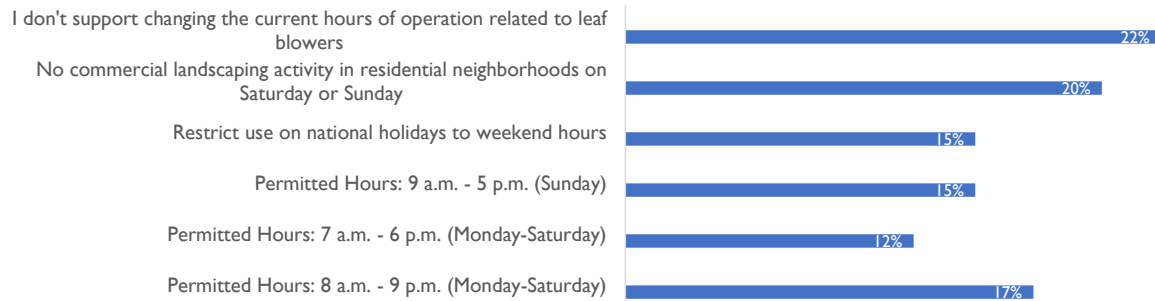 I don't support changing the current hours of operation related to leaf
blowers
22%
No commercial landscaping activity in residential neighborhoods on
Saturday or Sunday
20%
Restrict use on national holidays to weekend hours
15%
Permitted Hours: 9 a.m. - 5 p.m. (Sunday)
15%
Permitted Hours: 7 a.m. - 6 p.m. (Monday-Saturday)
12%
Permitted Hours: 8 a.m. - 9 p.m. (Monday-Saturday)
17%